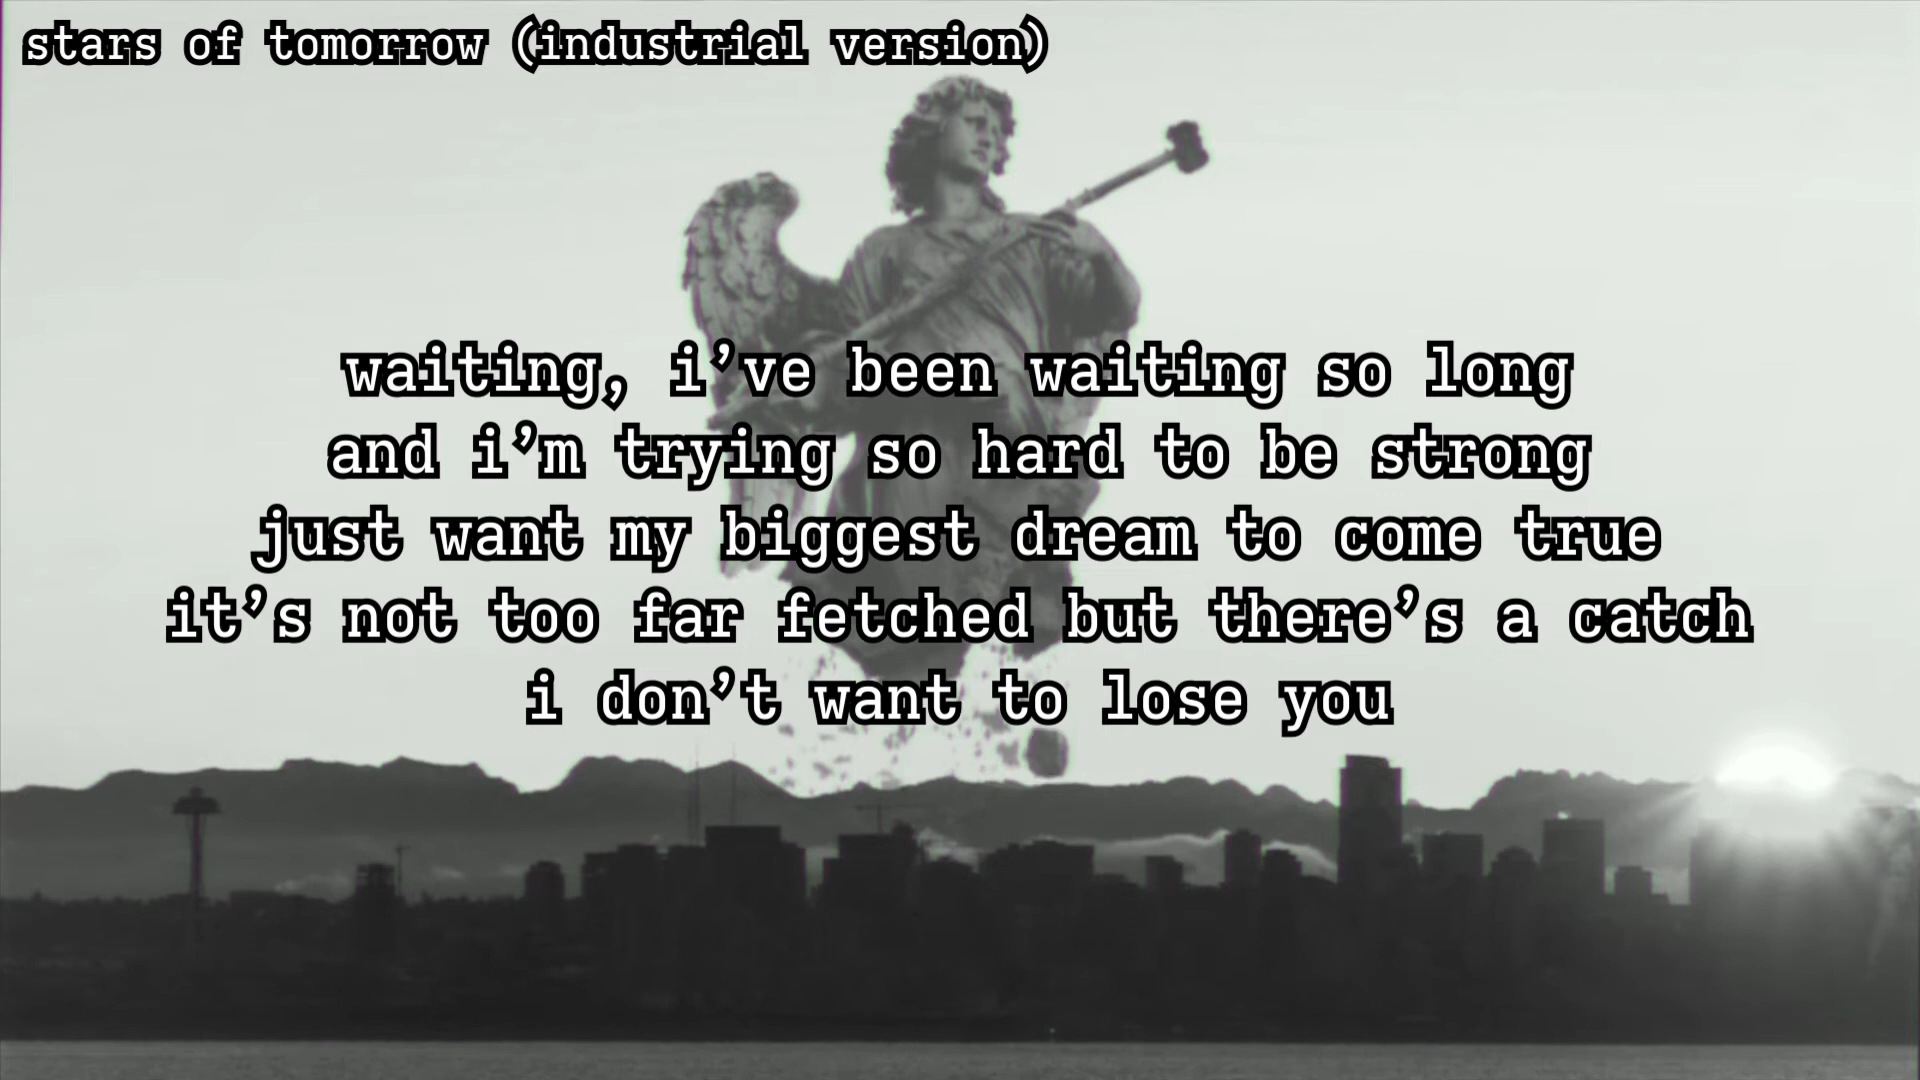 stars of tomorrow (industrial version)
waiting, i’ve been waiting so long
and i’m trying so hard to be strong
just want my biggest dream to come true
it’s not too far fetched but there’s a catch
i don’t want to lose you